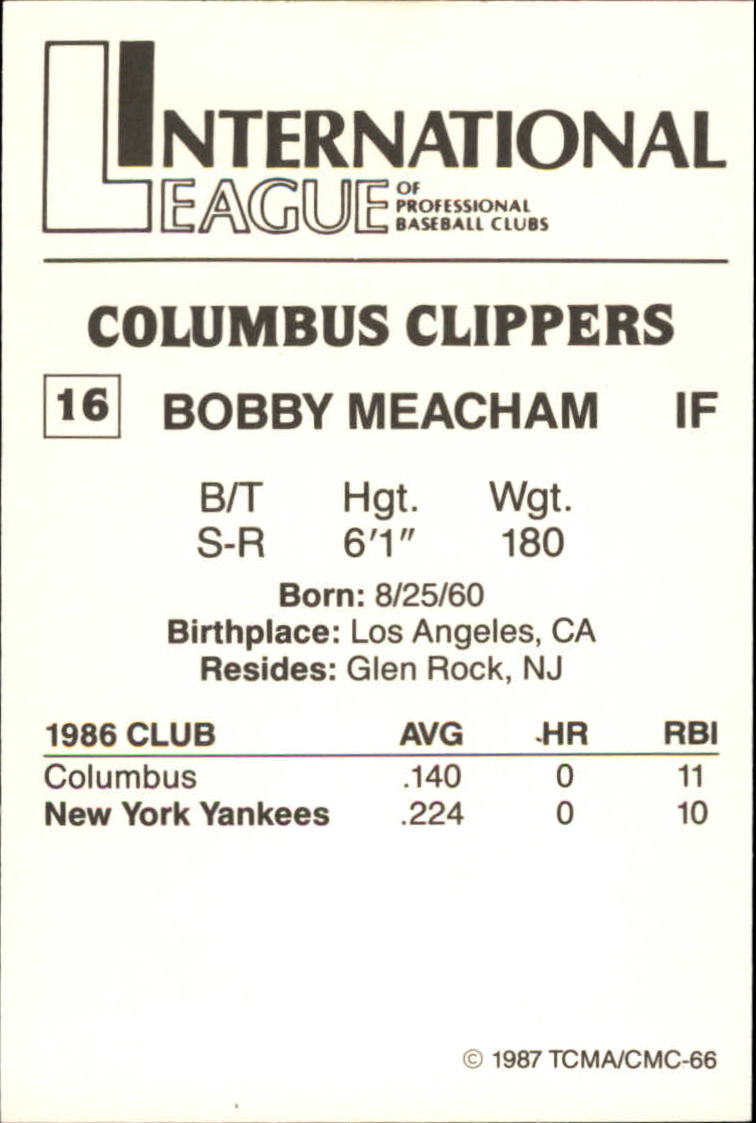 INTERNATIONAL
LEAGUE OF PROFESSIONAL BASEBALL CLUBS
COLUMBUS CLIPPERS
16 BOBBY MEACHAM IF
B/T Hgt. Wgt.
S-R 6'1" 180
Born: 8/25/60
Birthplace: Los Angeles, CA
Resides: Glen Rock, NJ
1986 CLUB AVG HR RBI
Columbus .140 0 11
New York Yankees .224 0 10
© 1987 TCMA/CMC-66